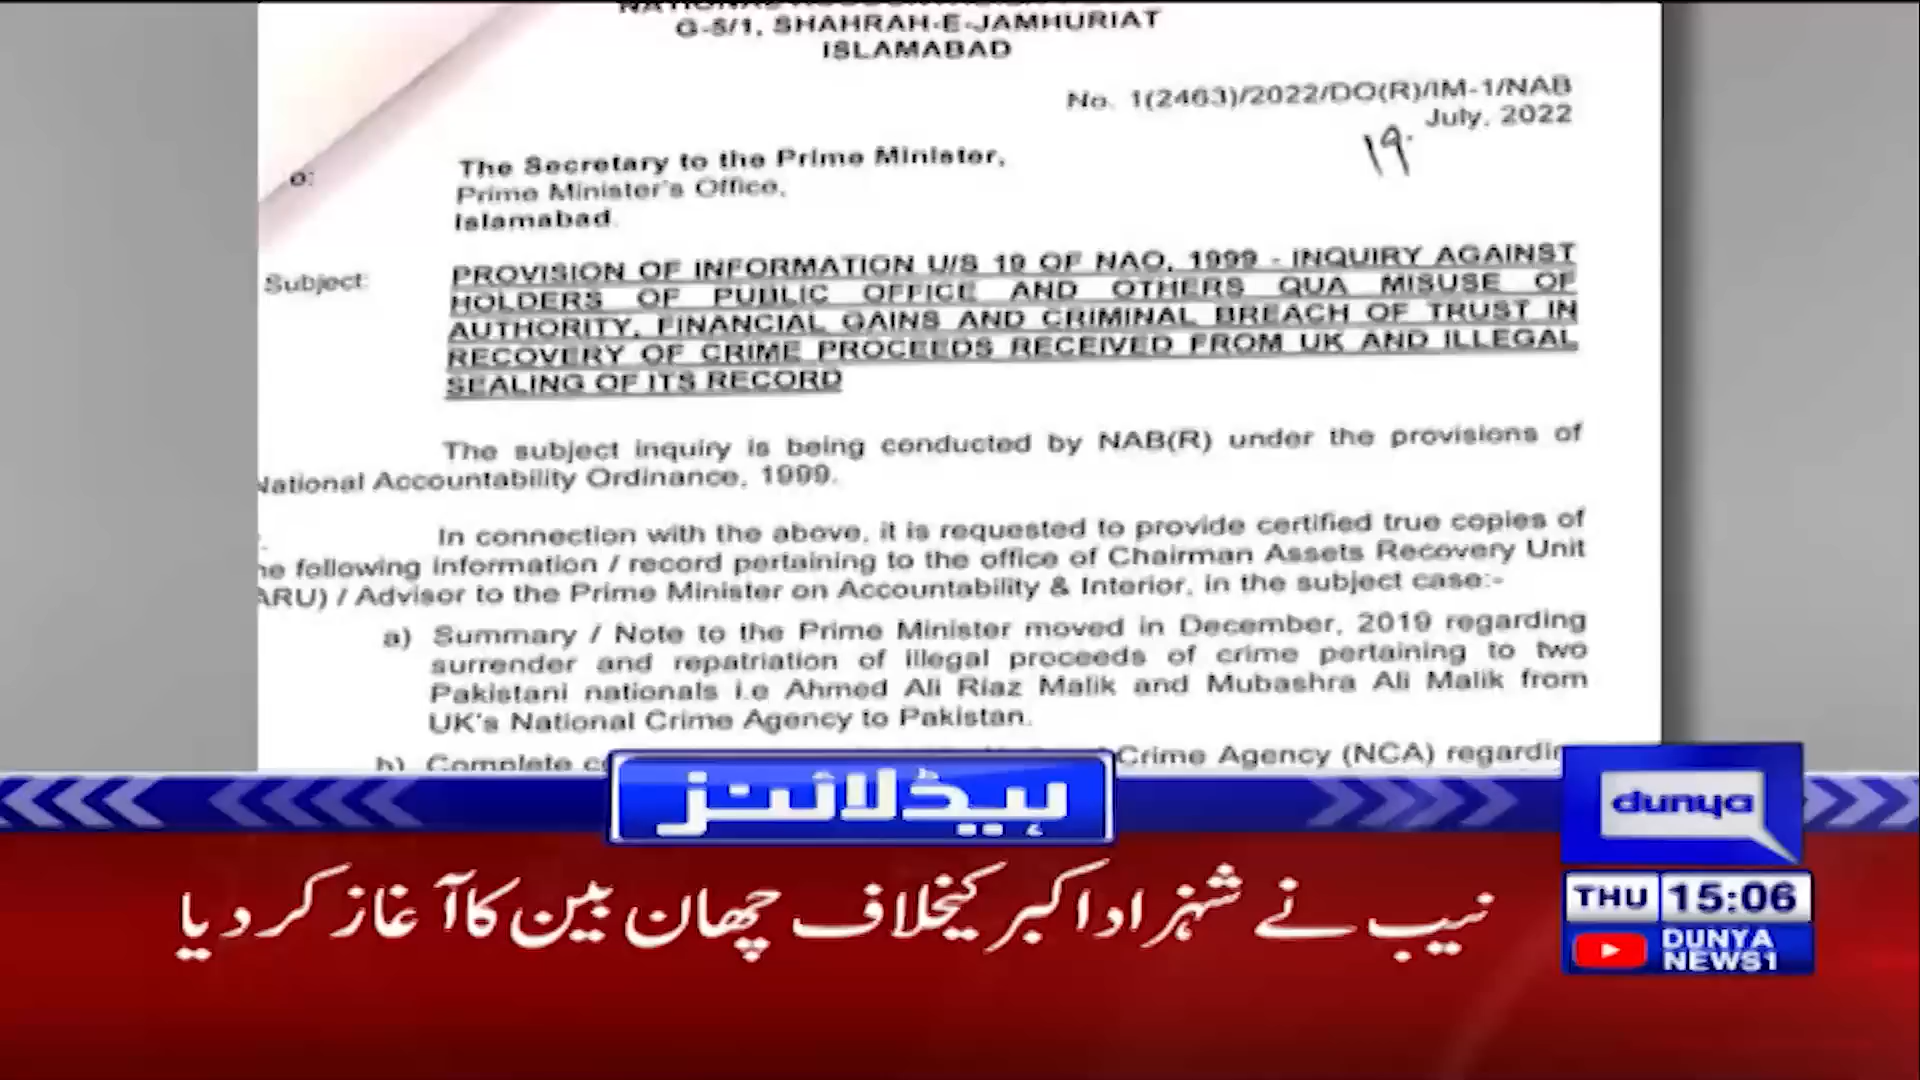 G-5/1, SHAHRAH-E-JAMHURIAT
ISLAMABAD
No. 1(2463)/2022/DO(R)/IM-1/NAB
July, 2022
19.
o:
The Secretary to the Prime Minister,
Prime Minister's Office,
Islamabad.
Subject:
PROVISION OF INFORMATION U/S 19 OF NAO, 1999 - INQUIRY AGAINST
HOLDERS OF PUBLIC OFFICE AND OTHERS QUA MISUSE OF
AUTHORITY, FINANCIAL GAINS AND CRIMINAL BREACH OF TRUST IN
RECOVERY OF CRIME PROCEEDS RECEIVED FROM UK AND ILLEGAL
SEALING OF ITS RECORD
The subject inquiry is being conducted by NAB(R) under the provisions of
National Accountability Ordinance, 1999.
In connection with the above, it is requested to provide certified true copies of
he following information / record pertaining to the office of Chairman Assets Recovery Unit
ARU) / Advisor to the Prime Minister on Accountability & Interior, in the subject case:-
a) Summary / Note to the Prime Minister moved in December, 2019 regarding
surrender and repatriation of illegal proceeds of crime pertaining to two
Pakistani nationals i.e Ahmed Ali Riaz Malik and Mubashra Ali Malik from
UK's National Crime Agency to Pakistan.
b) Complete Crime Agency (NCA) regardin
ہیڈلائنز
dunya
نیب نے شہزاد اکبر کیخلاف چھان بین کا آغاز کر دیا
THU 15:06
DUNYA
NEWS1